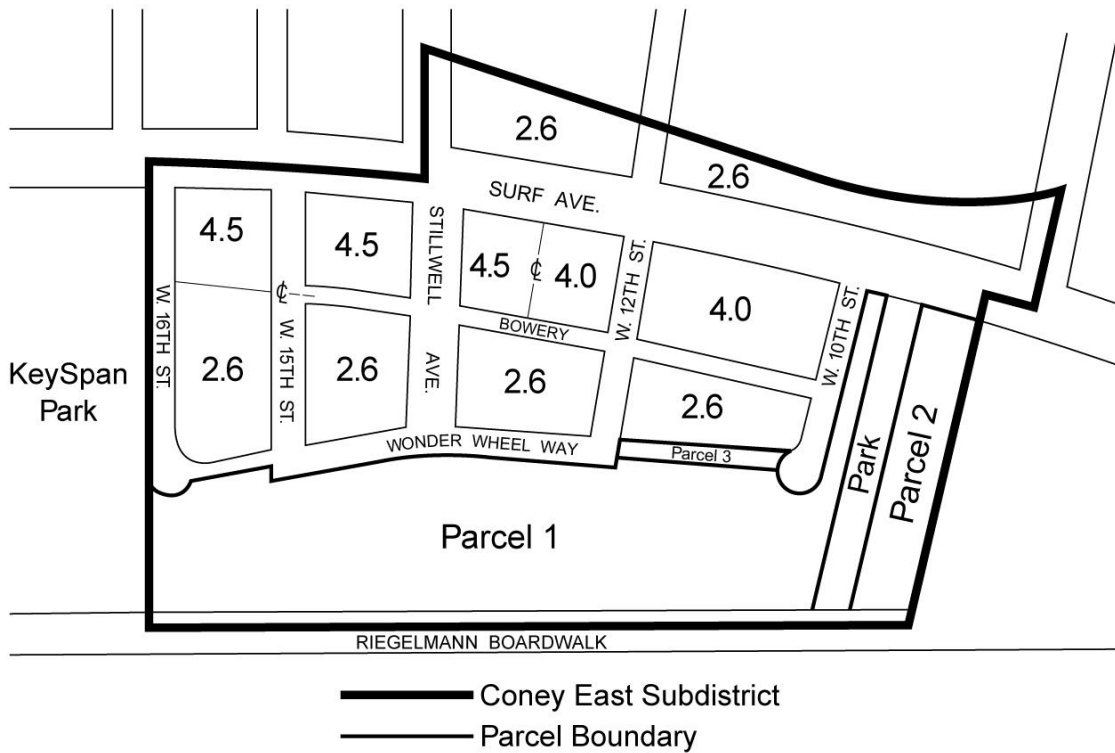 2.6
2.6
SURF AVE.
4.5
4.5
STILLWELL
AVE.
4.5
℄
4.0
W. 12TH ST.
4.0
W. 10TH ST.
W. 16TH ST.
℄
W. 15TH ST.
BOWERY
2.6
2.6
2.6
2.6
KeySpan
Park
WONDER WHEEL WAY
Parcel 3
Park
Parcel 2
Parcel 1
RIEGELMANN BOARDWALK
Coney East Subdistrict
Parcel Boundary